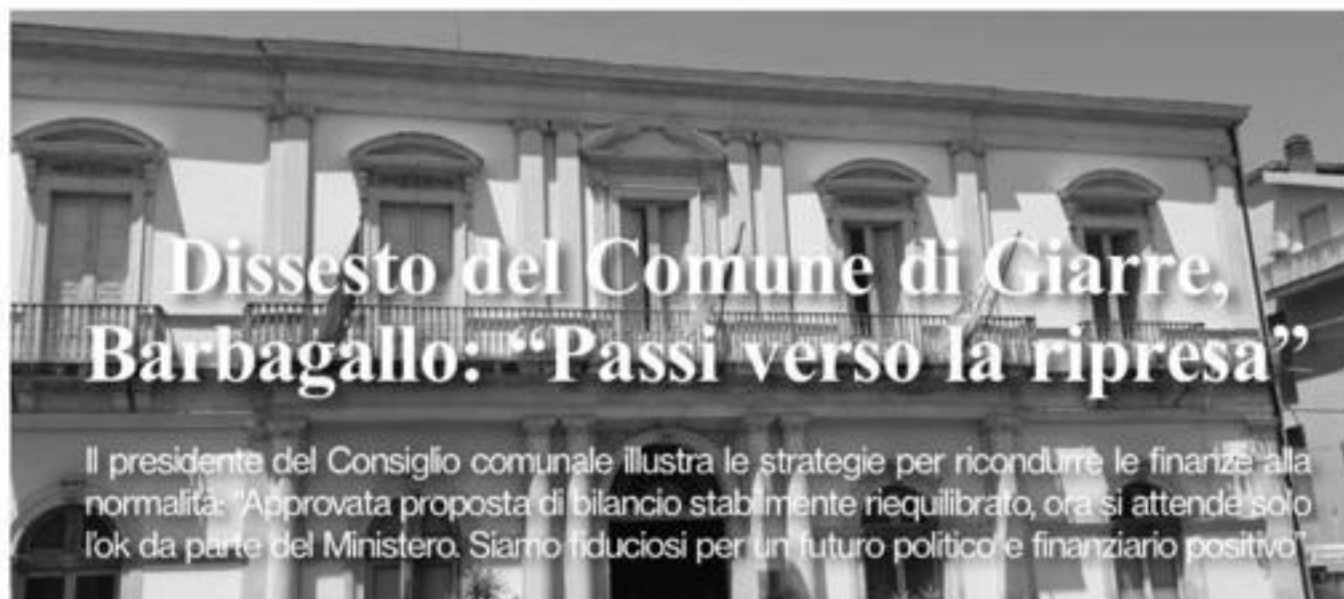 Dissesto del Comune di Giarre,
Barbagallo: “Passi verso la ripresa”
Il presidente del Consiglio comunale illustra le strategie per ricondurre le finanze alla
normalità: "Approvata proposta di bilancio stabilmente riequilibrato, ora si attende solo
l'ok da parte del Ministero. Siamo fiduciosi per un futuro politico e finanziario positivo"